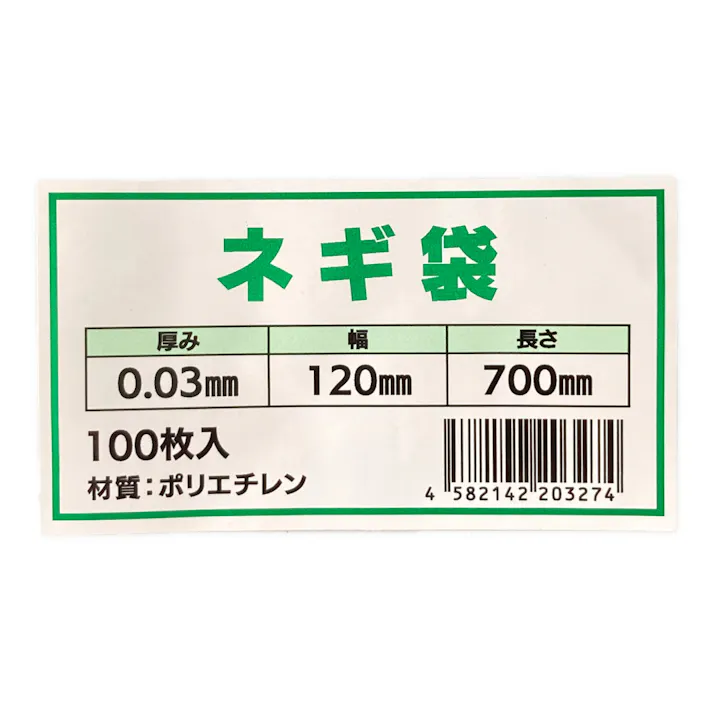 ネギ袋
厚み 幅 長さ
0.03mm 120mm 700mm
100枚入
材質:ポリエチレン
4 582142 203274